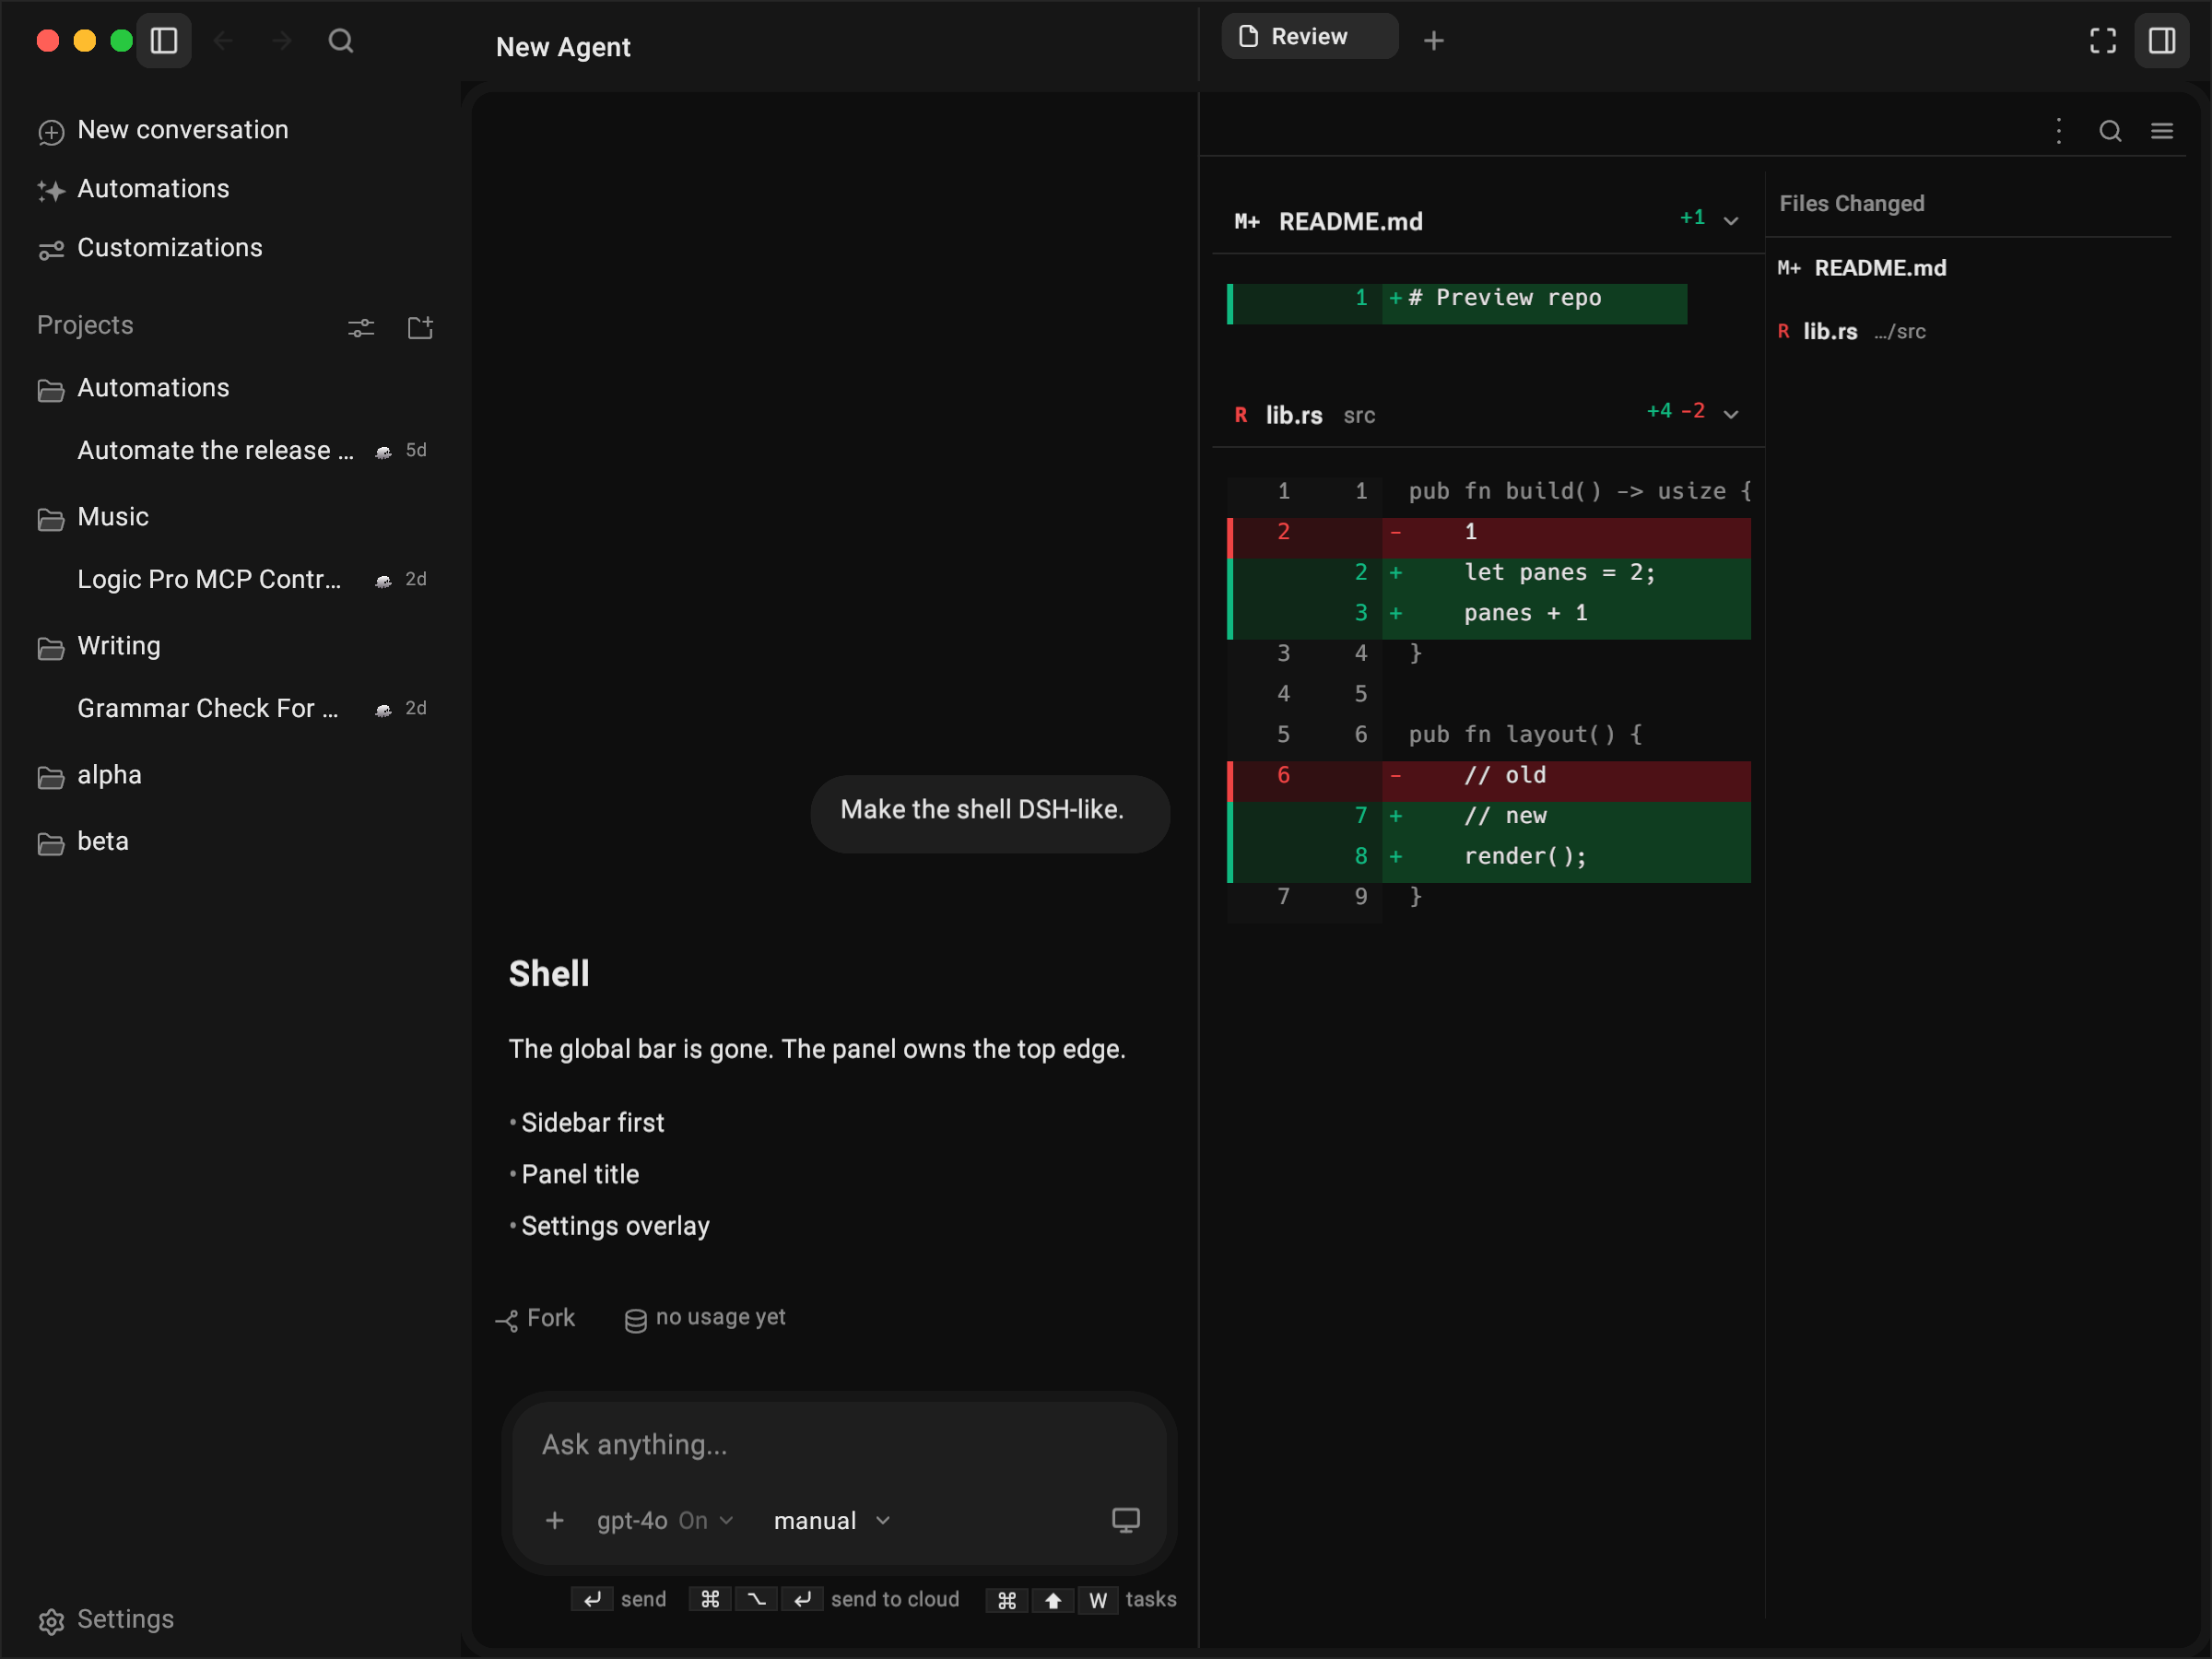 New Agent
Review
New conversation
Automations
Customizations
Projects
Automations
Automate the release ... 5d
Music
Logic Pro MCP Contr... 2d
Writing
Grammar Check For ... 2d
alpha
beta
Settings
Make the shell DSH-like.
Shell
The global bar is gone. The panel owns the top edge.
• Sidebar first
• Panel title
• Settings overlay
Fork no usage yet
Ask anything...
+ gpt-4o On manual
↵ send ⌘ ⌥ ↵ send to cloud ⌘ ⬆ W tasks
M+ README.md +1
1 + # Preview repo
R lib.rs src +4 -2
1 1 pub fn build() -> usize {
2 - 1
2 + let panes = 2;
3 + panes + 1
3 4 }
4 5
5 6 pub fn layout() {
6 - // old
7 + // new
8 + render();
7 9 }
Files Changed
M+ README.md
R lib.rs .../src